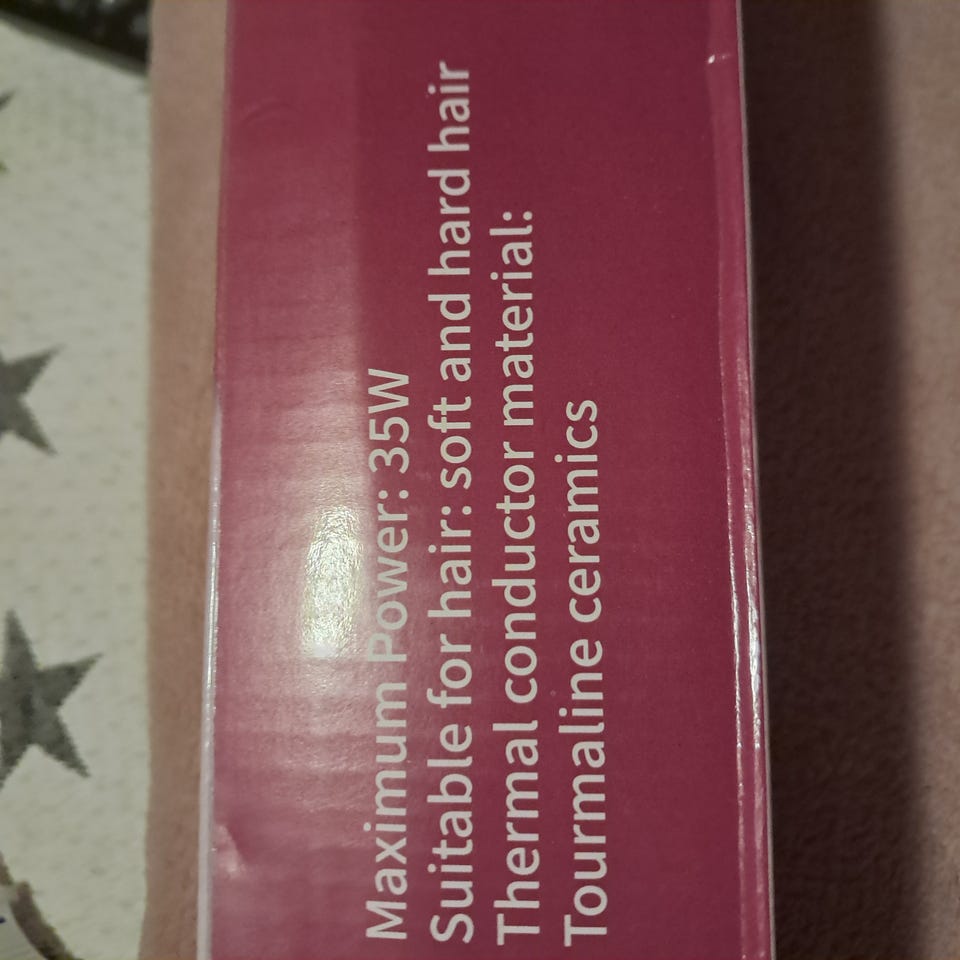 Maximum Power: 35W
Suitable for hair: soft and hard hair
Thermal conductor material:
Tourmaline ceramics